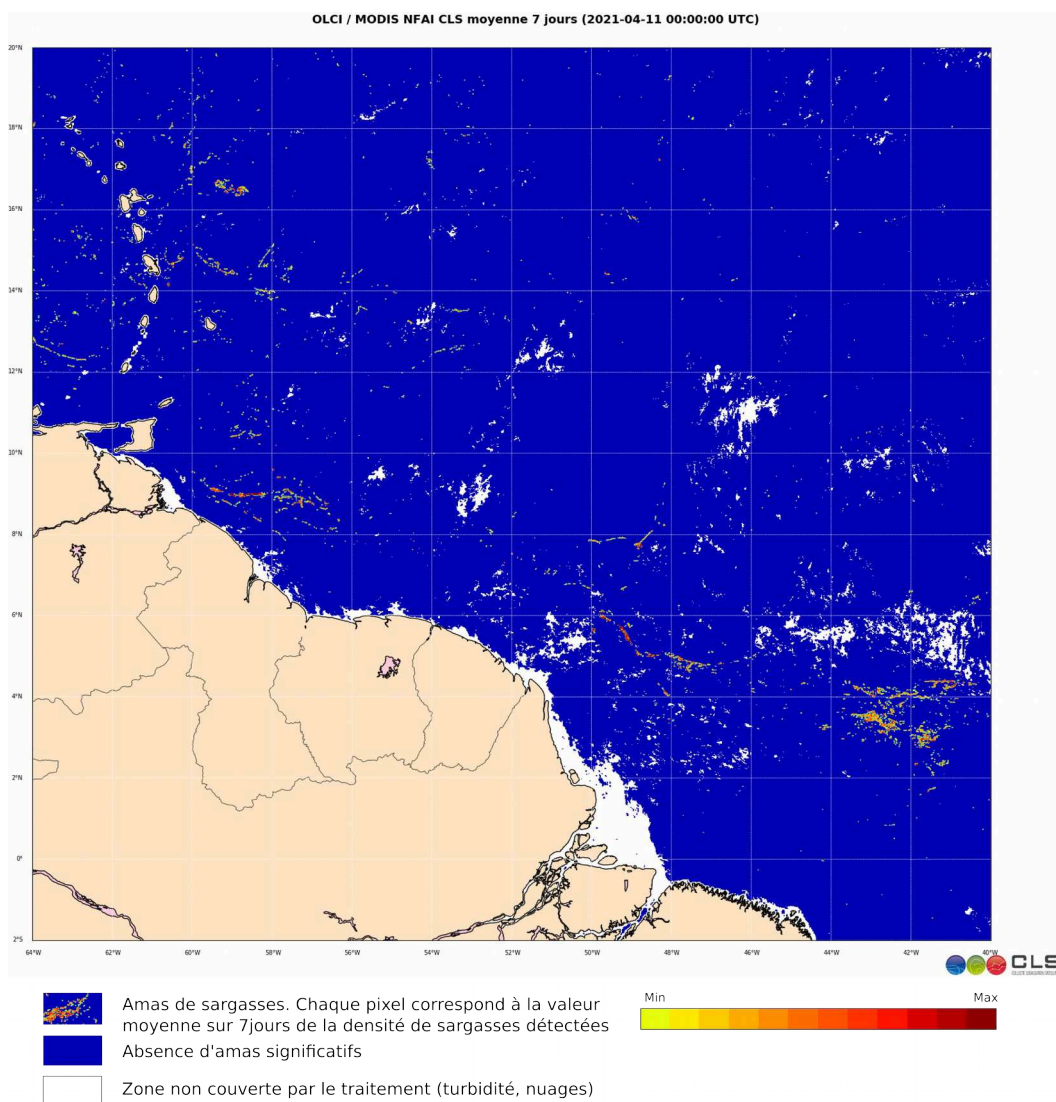 OLCI / MODIS NFAI CLS moyenne 7 jours (2021-04-11 00:00:00 UTC)
20°N
18°N
16°N
14°N
12°N
10°N
8°N
6°N
4°N
2°N
0°
2°S
64°W 62°W 60°W 58°W 56°W 54°W 52°W 50°W 48°W 46°W 44°W 42°W 40°W
CLS
Amas de sargasses. Chaque pixel correspond à la valeur
moyenne sur 7jours de la densité de sargasses détectées
Min Max
Absence d'amas significatifs
Zone non couverte par le traitement (turbidité, nuages)